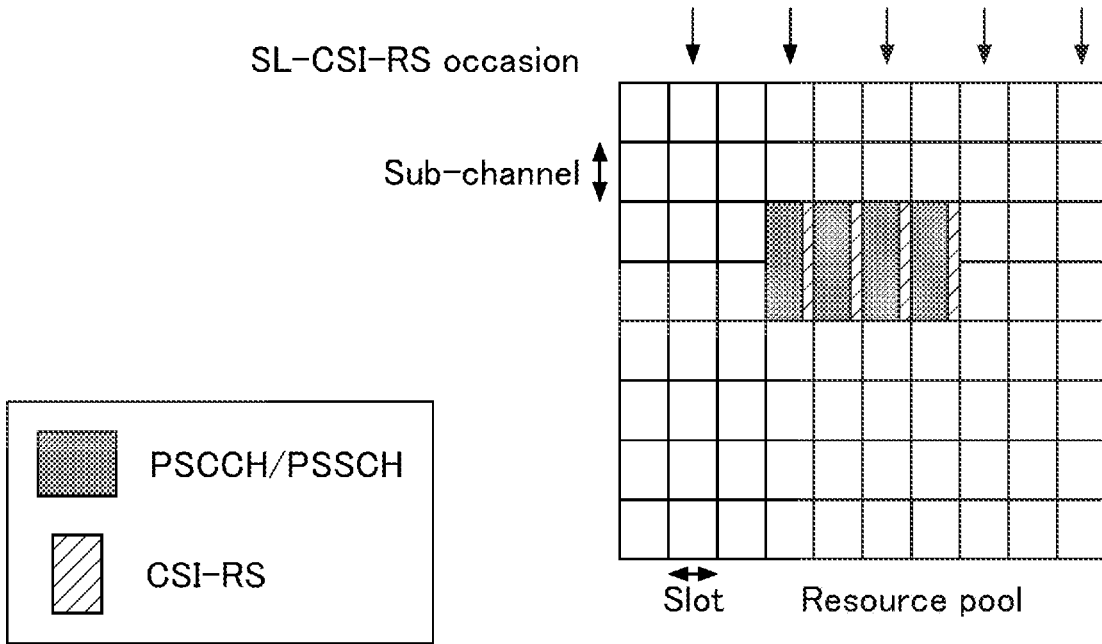 SL-CSI-RS occasion
Sub-channel
PSCCH/PSSCH
CSI-RS
Slot
Resource pool